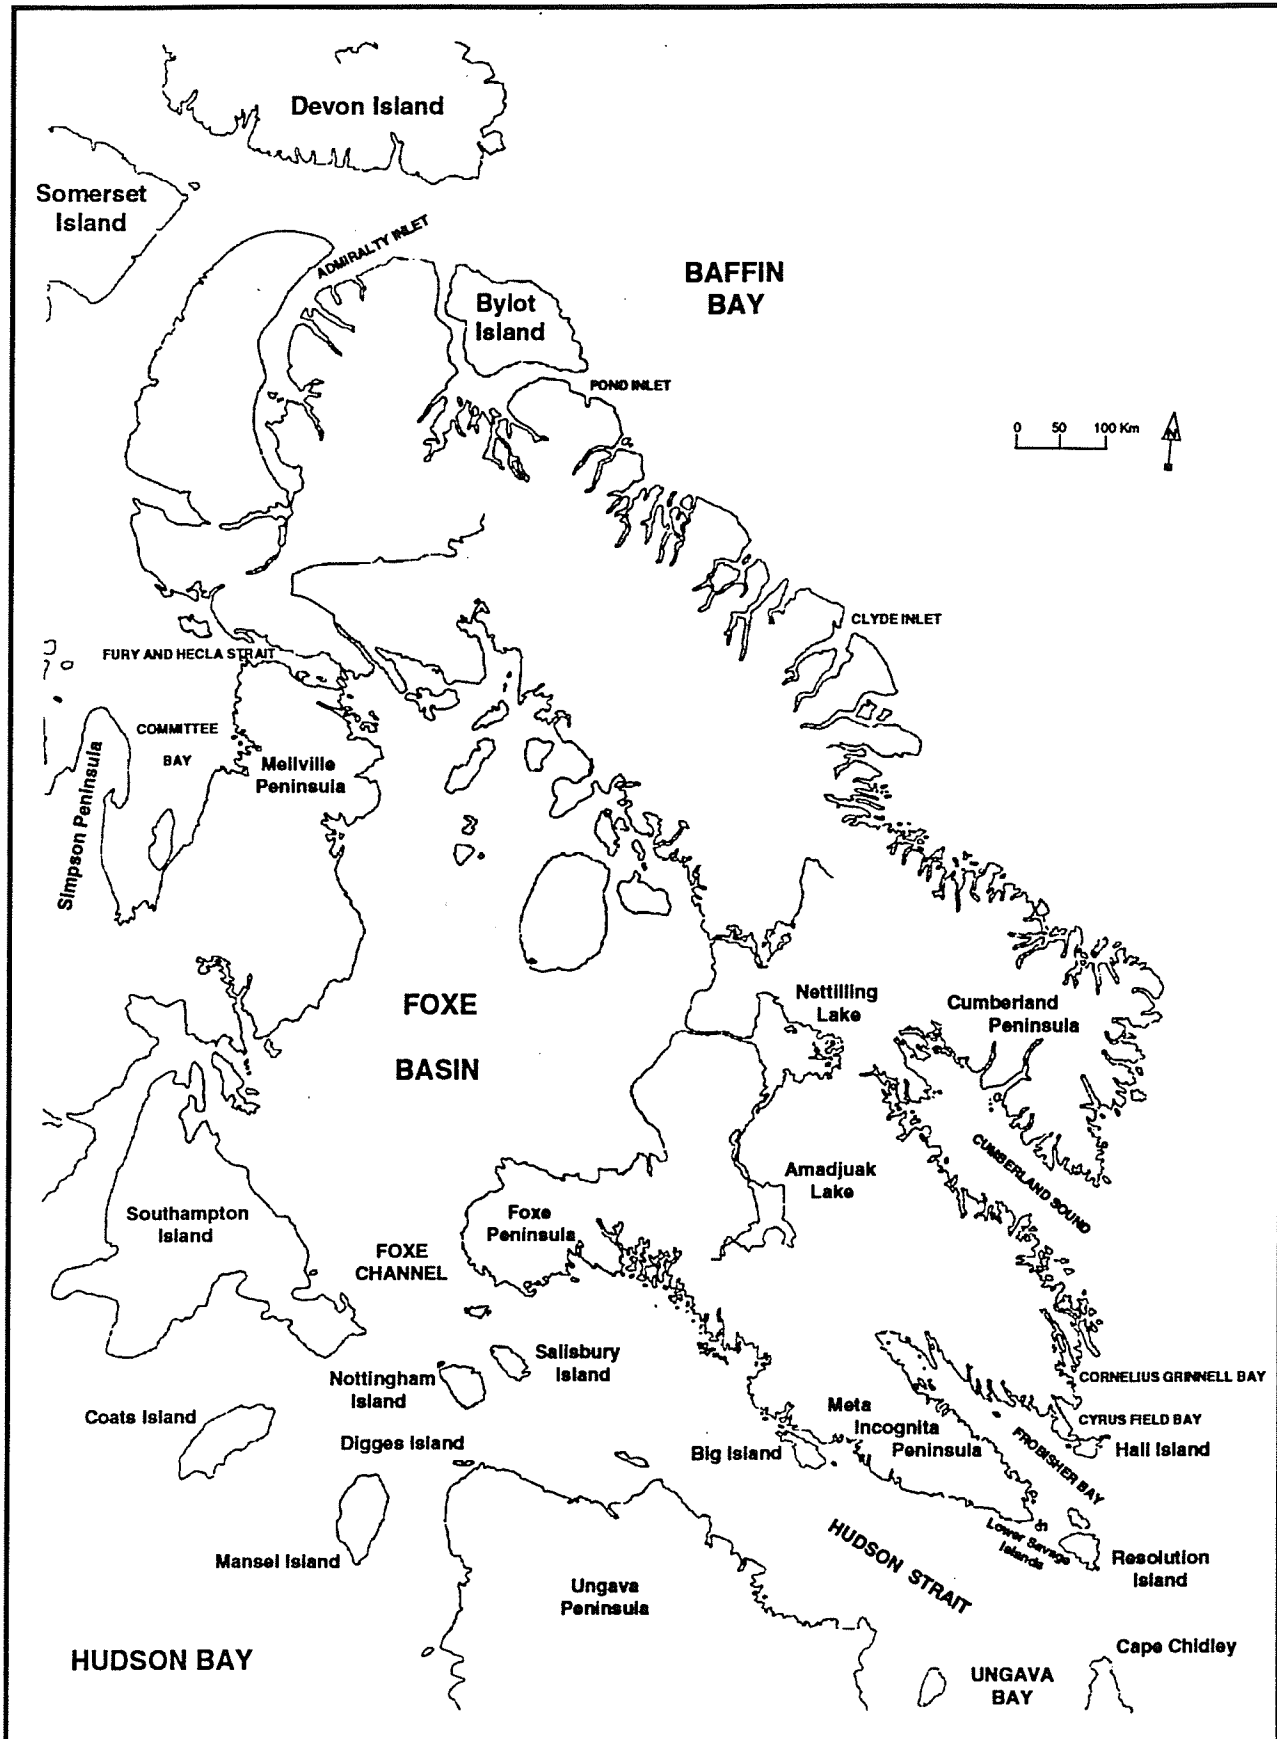 Devon Island
Somerset
Island
ADMIRALTY INLET
BAFFIN
BAY
Bylot
Island
POND INLET
0 50 100 Km
N
CLYDE INLET
FURY AND HECLA STRAIT
COMMITTEE
BAY
Mellville
Peninsula
Simpson Peninsula
FOXE
BASIN
Nettilling
Lake
Cumberland
Peninsula
CUMBERLAND SOUND
Amadjuak
Lake
Southampton
Island
Foxe
Peninsula
FOXE
CHANNEL
Salisbury
Island
Nottingham
Island
CORNELIUS GRINNELL BAY
Coats Island
Meta
Incognita
Peninsula
CYRUS FIELD BAY
Digges Island
Big Island
FROBISHER BAY
Hall Island
Mansel Island
HUDSON STRAIT
Lower Savage
Islands
Resolution
Island
Ungava
Peninsula
HUDSON BAY
Cape Chidley
UNGAVA
BAY